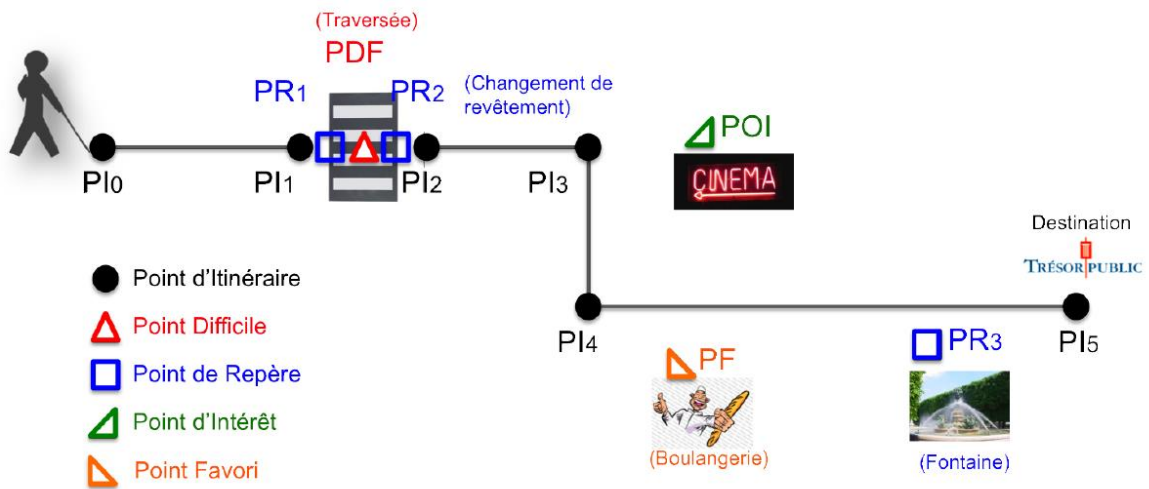 (Traversée)
PDF
PR1
PR2
(Changement de
revêtement)
PI0
PI1
PI2
PI3
POI
CINEMA
Destination
TRÉSOR PUBLIC
Point d'Itinéraire
Point Difficile
Point de Repère
Point d'Intérêt
Point Favori
PI4
PF
(Boulangerie)
PR3
(Fontaine)
PI5